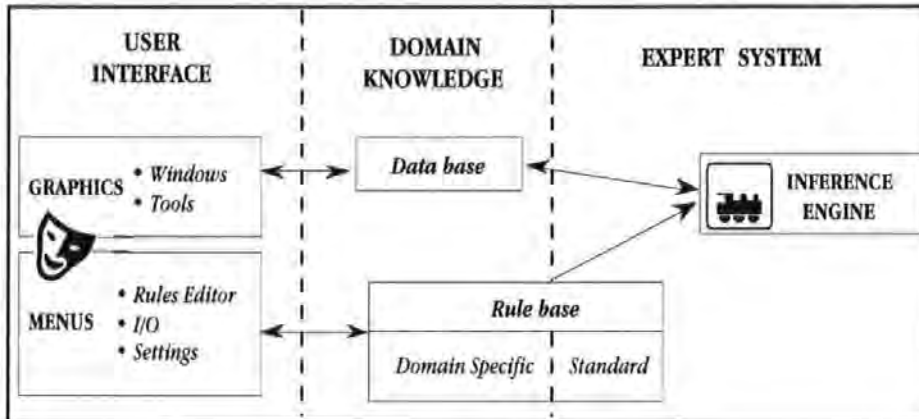 USER
INTERFACE
DOMAIN
KNOWLEDGE
EXPERT SYSTEM
GRAPHICS
• Windows
• Tools
Data base
INFERENCE
ENGINE
MENUS
• Rules Editor
• I/O
• Settings
Rule base
Domain Specific
Standard